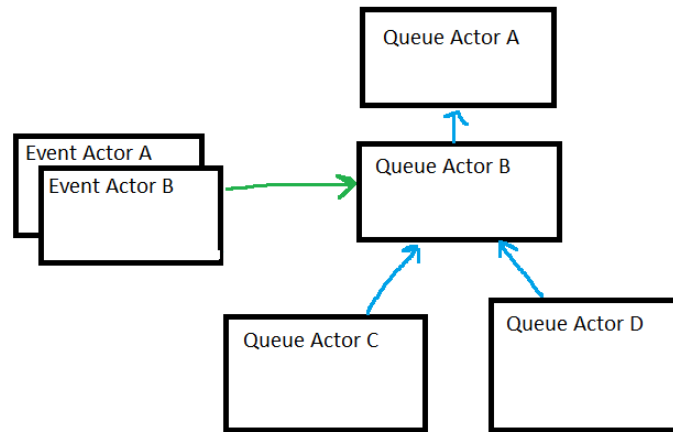 Queue Actor A
Event Actor A
Event Actor B
Queue Actor B
Queue Actor C
Queue Actor D